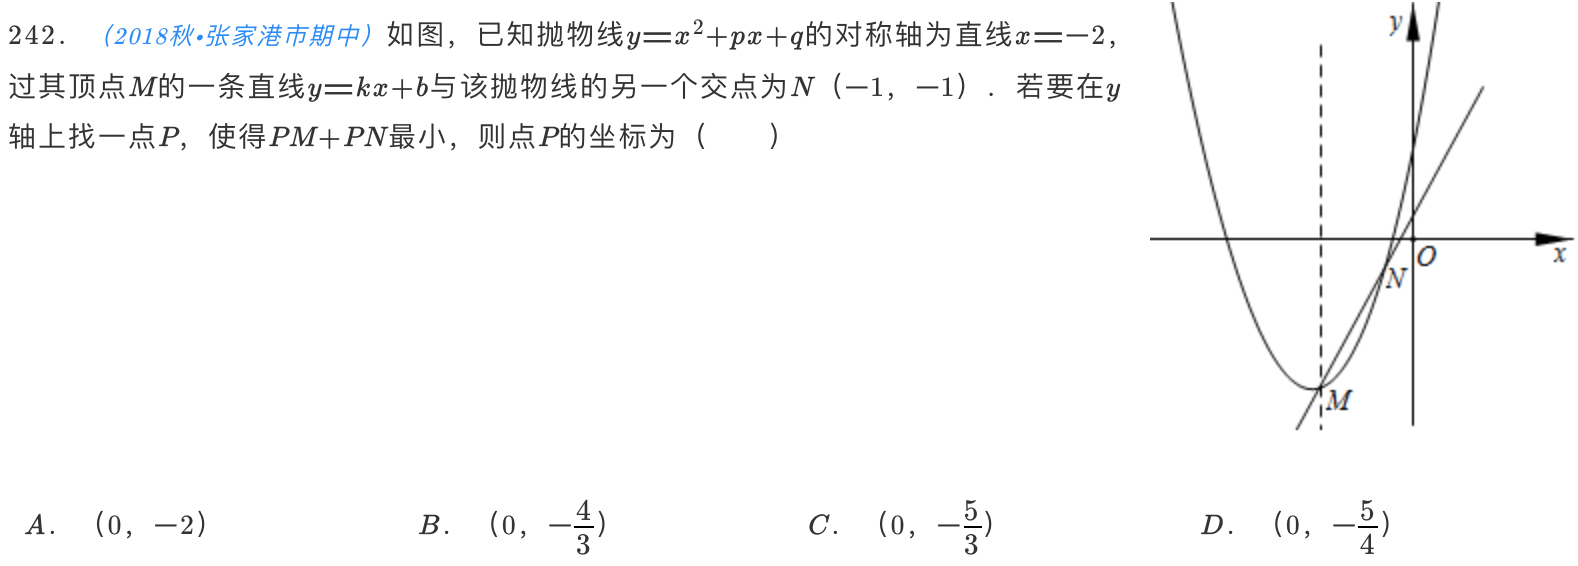 242. （2018秋•张家港市期中）如图，已知抛物线y=x²+px+q的对称轴为直线x=−2，
过其顶点M的一条直线y=kx+b与该抛物线的另一个交点为N（−1，−1）．若要在y
轴上找一点P，使得PM+PN最小，则点P的坐标为（　　）
y
O
x
N
M
A. （0，−2） B. （0，−4/3） C. （0，−5/3） D. （0，−5/4）